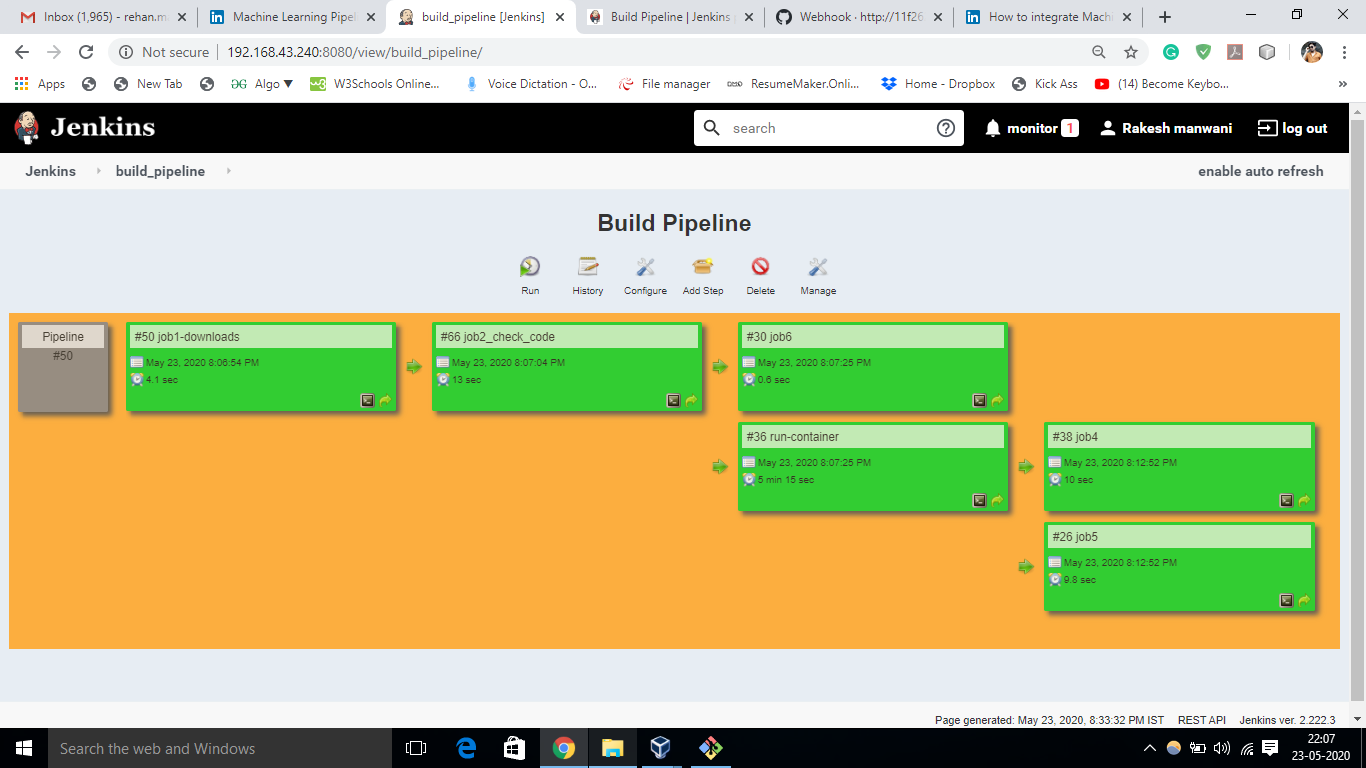 Inbox (1,965) - rehan.m
Machine Learning Pipel
build_pipeline [Jenkins]
Build Pipeline | Jenkins
Webhook · http://11f26
How to integrate Machi
Not secure | 192.168.43.240:8080/view/build_pipeline/
Apps
New Tab
Algo
W3Schools Online...
Voice Dictation - O...
File manager
ResumeMaker.Onli...
Home - Dropbox
Kick Ass
(14) Become Keybo...
»
Jenkins
search
monitor 1
Rakesh manwani
log out
Jenkins
build_pipeline
enable auto refresh
Build Pipeline
Run
History
Configure
Add Step
Delete
Manage
Pipeline
#50
#50 job1-downloads
May 23, 2020 8:06:54 PM
4.1 sec
#66 job2_check_code
May 23, 2020 8:07:04 PM
13 sec
#30 job6
May 23, 2020 8:07:25 PM
0.6 sec
#36 run-container
May 23, 2020 8:07:25 PM
5 min 15 sec
#38 job4
May 23, 2020 8:12:52 PM
10 sec
#26 job5
May 23, 2020 8:12:52 PM
9.8 sec
Page generated: May 23, 2020, 8:33:32 PM IST
REST API
Jenkins ver. 2.222.3
Search the web and Windows
22:07
23-05-2020